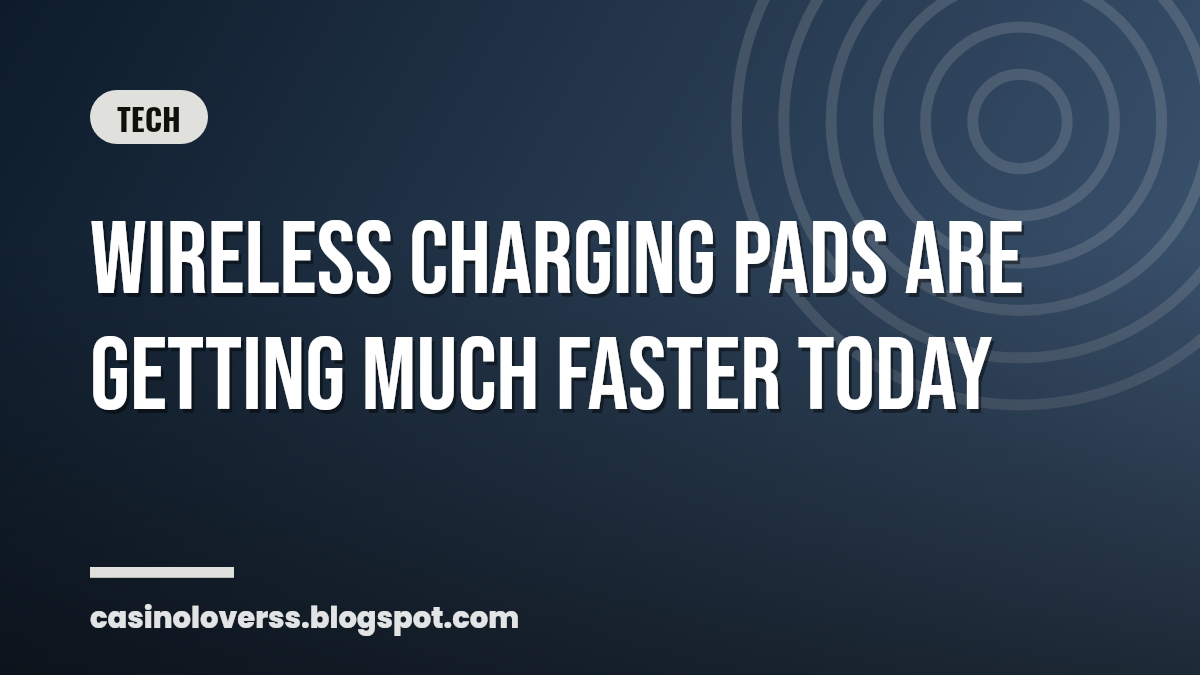 TECH
WIRELESS CHARGING PADS ARE
GETTING MUCH FASTER TODAY
casinoloverss.blogspot.com